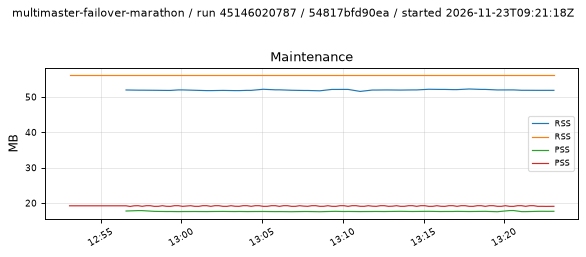 multimaster-failover-marathon / run 45146020787 / 54817bfd90ea / started 2026-11-23T09:21:18Z
Maintenance
MB
50
40
30
20
RSS
RSS
PSS
PSS
12:55
13:00
13:05
13:10
13:15
13:20